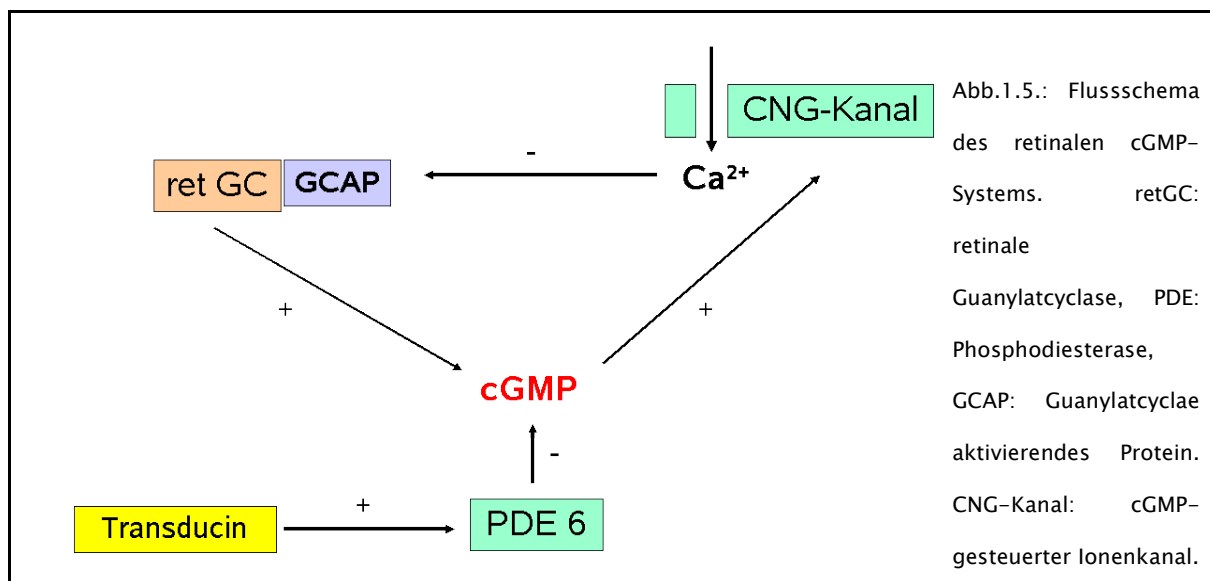 CNG-Kanal
-
Ca²⁺
ret GC
GCAP
+
+
cGMP
-
+
Transducin
PDE 6
Abb.1.5.: Flussschema
des retinalen cGMP-
Systems. retGC:
retinale
Guanylatcyclase, PDE:
Phosphodiesterase,
GCAP: Guanylatcyclae
aktivierendes Protein.
CNG-Kanal: cGMP-
gesteuerter Ionenkanal.